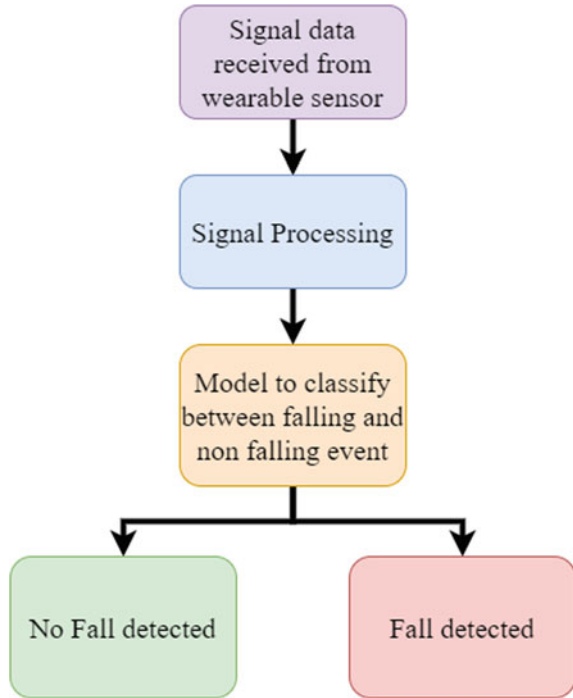 Signal data
received from
wearable sensor
Signal Processing
Model to classify
between falling and
non falling event
No Fall detected
Fall detected